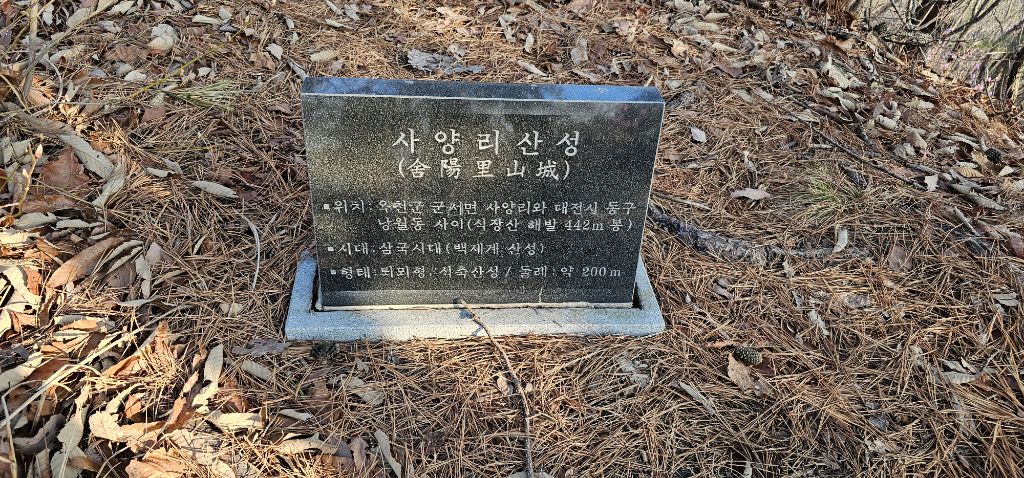 사양리산성
(舍陽里山城)
▪위치:옥천군 군서면 사양리와 대전시 동구
낭월동 사이(식장산 해발 442m 봉)
▪시대:삼국시대(백제계 산성)
▪형태:퇴뫼형, 석축산성/둘레:약 200m